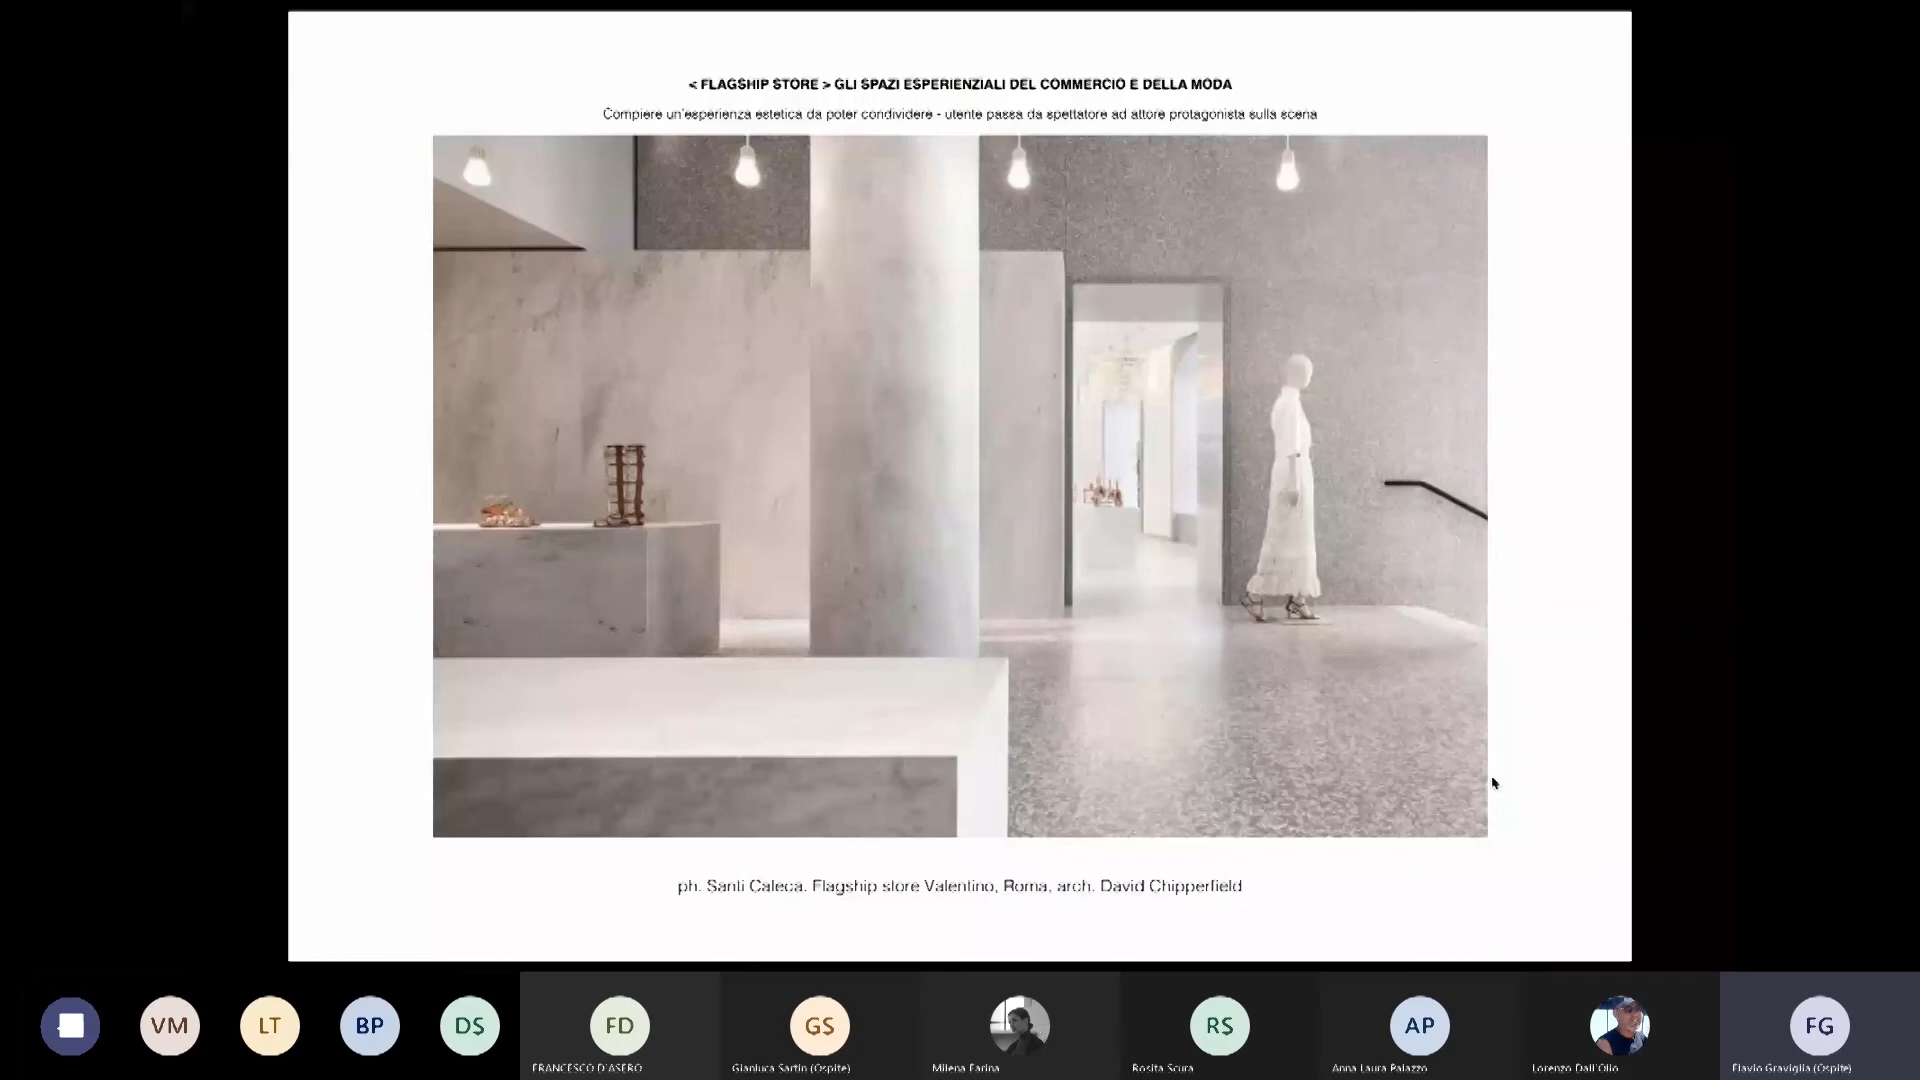 < FLAGSHIP STORE > GLI SPAZI ESPERIENZIALI DEL COMMERCIO E DELLA MODA
Compiere un'esperienza estetica da poter condividere - utente passa da spettatore ad attore protagonista sulla scena
ph. Santi Caleca. Flagship store Valentino, Roma, arch. David Chipperfield
VM
LT
BP
DS
FD
GS
RS
AP
FG
FRANCESCO D'ASERO
Gianluca Sartin (Ospite)
Milena Farina
Rosita Scura
Anna Laura Palazzo
Lorenzo Dall'Olio
Flavio Graviglia (Ospite)